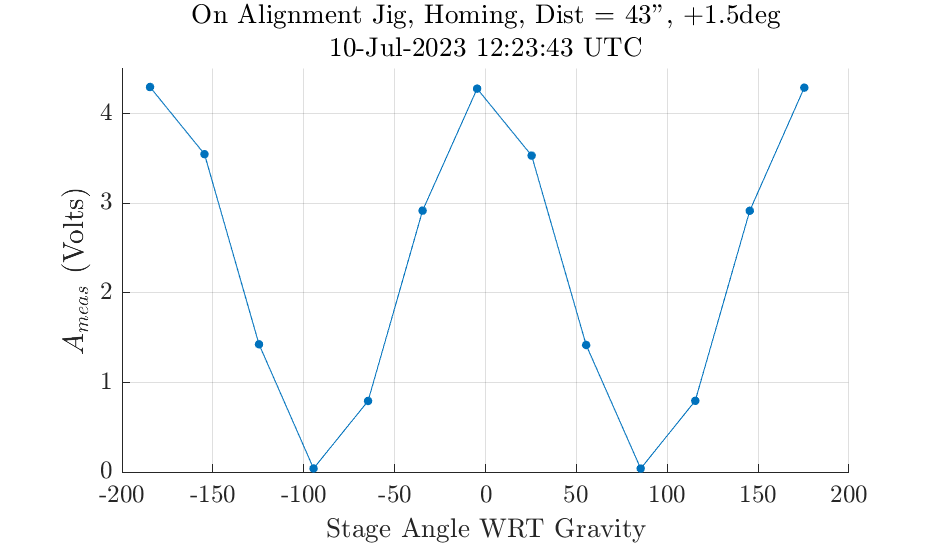 On Alignment Jig, Homing, Dist = 43”, +1.5deg
10-Jul-2023 12:23:43 UTC
4
3
2
1
0
A_meas (Volts)
-200 -150 -100 -50 0 50 100 150 200
Stage Angle WRT Gravity